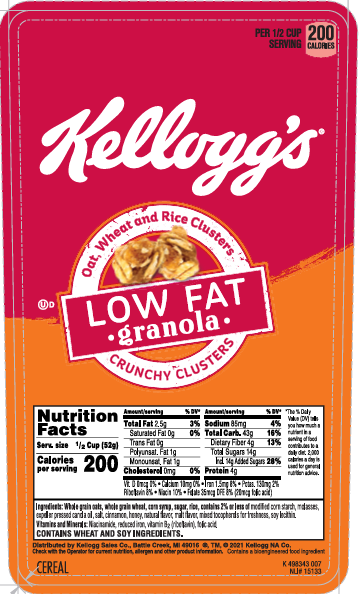 PER 1/2 CUP SERVING
200 CALORIES
Kellogg's®
Oat, Wheat and Rice Clusters
U D
LOW FAT
·granola·
CRUNCHY CLUSTERS
Nutrition Facts
Serv. size 1/2 Cup (52g)
Calories per serving 200
Amount/serving % DV*
Total Fat 2.5g 3%
Saturated Fat 0g 0%
Trans Fat 0g
Polyunsat. Fat 1g
Monounsat. Fat 1g
Cholesterol 0mg 0%
Amount/serving % DV*
Sodium 85mg 4%
Total Carb. 43g 16%
Dietary Fiber 4g 13%
Total Sugars 14g
Incl. 14g Added Sugars 28%
Protein 4g
Vit. D 0mcg 0% • Calcium 10mg 0% • Iron 1.5mg 8% • Potas. 130mg 2%
Riboflavin 8% • Niacin 10% • Folate 35mcg DFE 8% (20mcg folic acid)
*The % Daily
Value (DV) tells
you how much a
nutrient in a
serving of food
contributes to a
daily diet. 2,000
calories a day is
used for general
nutrition advice.
Ingredients: Whole grain oats, whole grain wheat, corn syrup, sugar, rice, contains 2% or less of modified corn starch, molasses,
expeller pressed canola oil, salt, cinnamon, honey, natural flavor, malt flavor, mixed tocopherols for freshness, soy lecithin.
Vitamins and Minerals: Niacinamide, reduced iron, vitamin B2 (riboflavin), folic acid.
CONTAINS WHEAT AND SOY INGREDIENTS.
Distributed by Kellogg Sales Co., Battle Creek, MI 49016 ®, TM, © 2021 Kellogg NA Co.
Check with the Operator for current nutrition, allergen and other product information. Contains a bioengineered food ingredient
CEREAL
K 498343 007
NLI# 15133